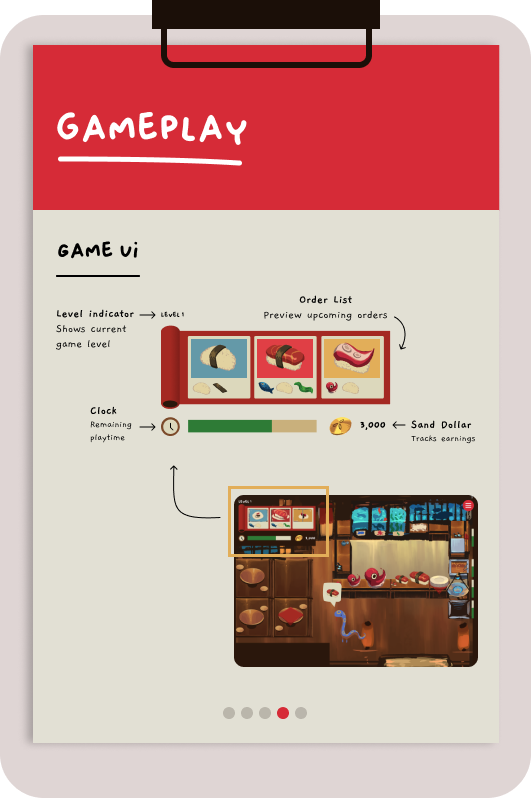 GAMEPLAY
GAME Ui
Level indicator
Shows current
game level
LEVEL 1
Order List
Preview upcoming orders
Clock
Remaining
playtime
3,000
Sand Dollar
Tracks earnings
LEVEL 1
3,000